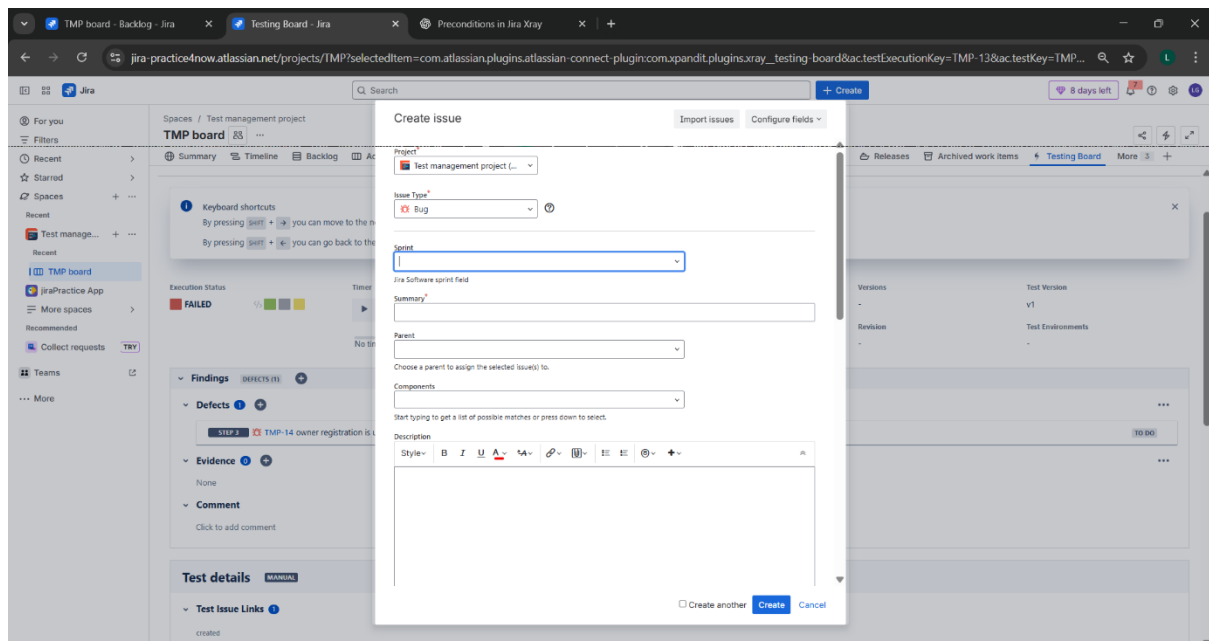 TMP board - Backlog - Jira
Testing Board - Jira
Preconditions in Jira Xray
jira-practice4now.atlassian.net/projects/TMP?selectedItem=com.atlassian.plugins.atlassian-connect-plugin:com.xpandit.plugins.xray__testing-board&ac.testExecutionKey=TMP-13&ac.testKey=TMP...
L
Jira
Search
+ Create
8 days left
7
LG
For you
Filters
Recent
Starred
Spaces
Recent
Test manage...
Recent
TMP board
JiraPractice App
More spaces
Recommended
Collect requests TRY
Teams
More
Spaces / Test management project
TMP board
Summary Timeline Backlog Ac
Releases Archived work items Testing Board More 3
Keyboard shortcuts
By pressing SHIFT + → you can move to the n
By pressing SHIFT + ← you can go back to the
Execution Status Timer
FAILED
No tim
Versions Test Version
- v1
Revision Test Environments
- -
Findings DEFECTS (1)
Defects 1
STEP 3 TMP-14 owner registration is u
TO DO
Evidence 0
None
Comment
Click to add comment
Test details MANUAL
Test Issue Links 1
created
Create issue
Import issues Configure fields
Project*
Test management project (...
Issue Type*
Bug
Sprint
Jira Software sprint field
Summary*
Parent
Choose a parent to assign the selected issue(s) to.
Components
Start typing to get a list of possible matches or press down to select.
Description
Style B I U A
Create another Create Cancel